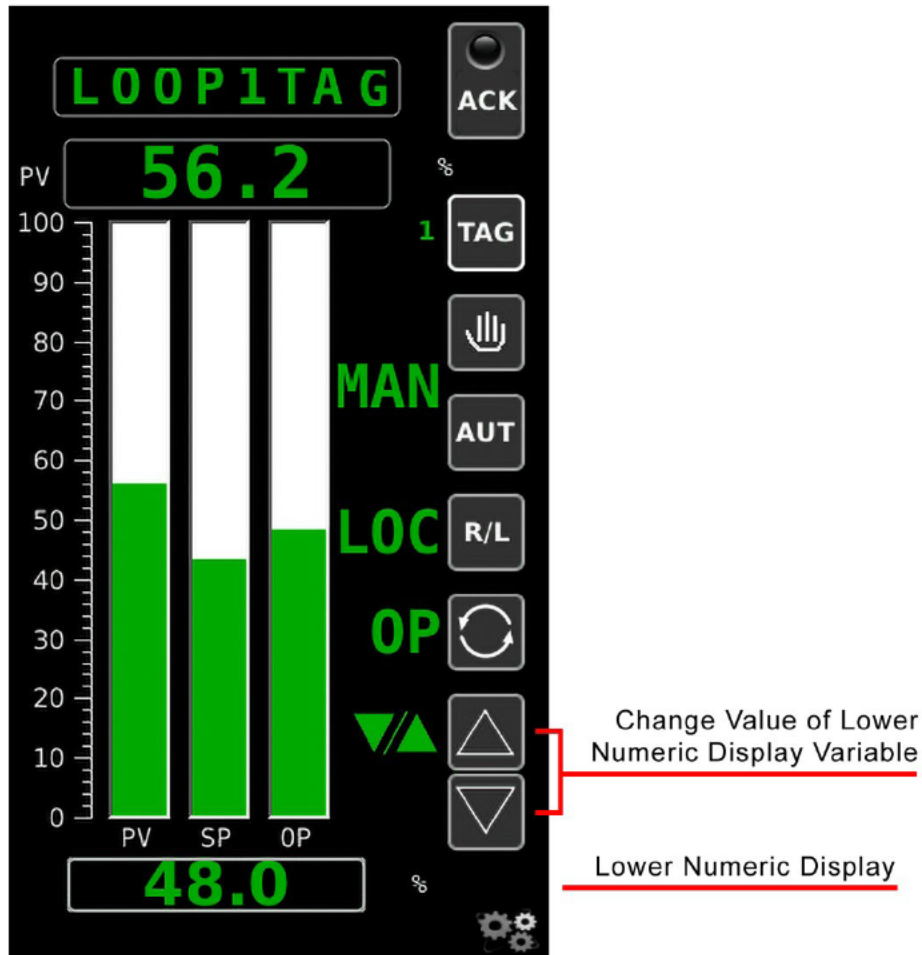 LOOP1TAG
ACK
PV 56.2 %
100
1 TAG
90
80
MAN
70
AUT
60
50
LOC R/L
40
30
OP
20
Change Value of Lower
Numeric Display Variable
10
0
PV SP OP
48.0 %
Lower Numeric Display